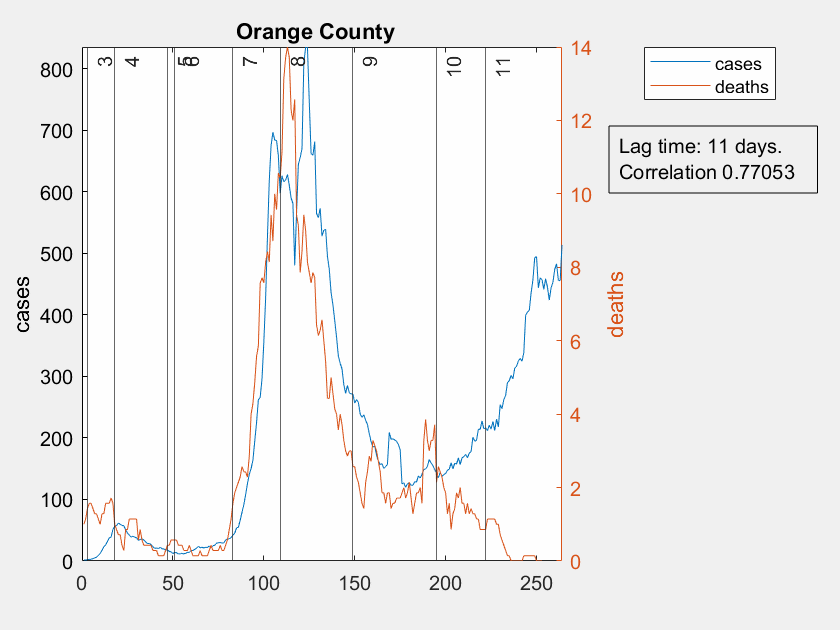 Orange County
800
700
600
500
400
300
200
100
0
cases
0 50 100 150 200 250
3 4 5 6 7 8 9 10 11
14
12
10
8
6
4
2
0
deaths
cases
deaths
Lag time: 11 days.
Correlation 0.77053